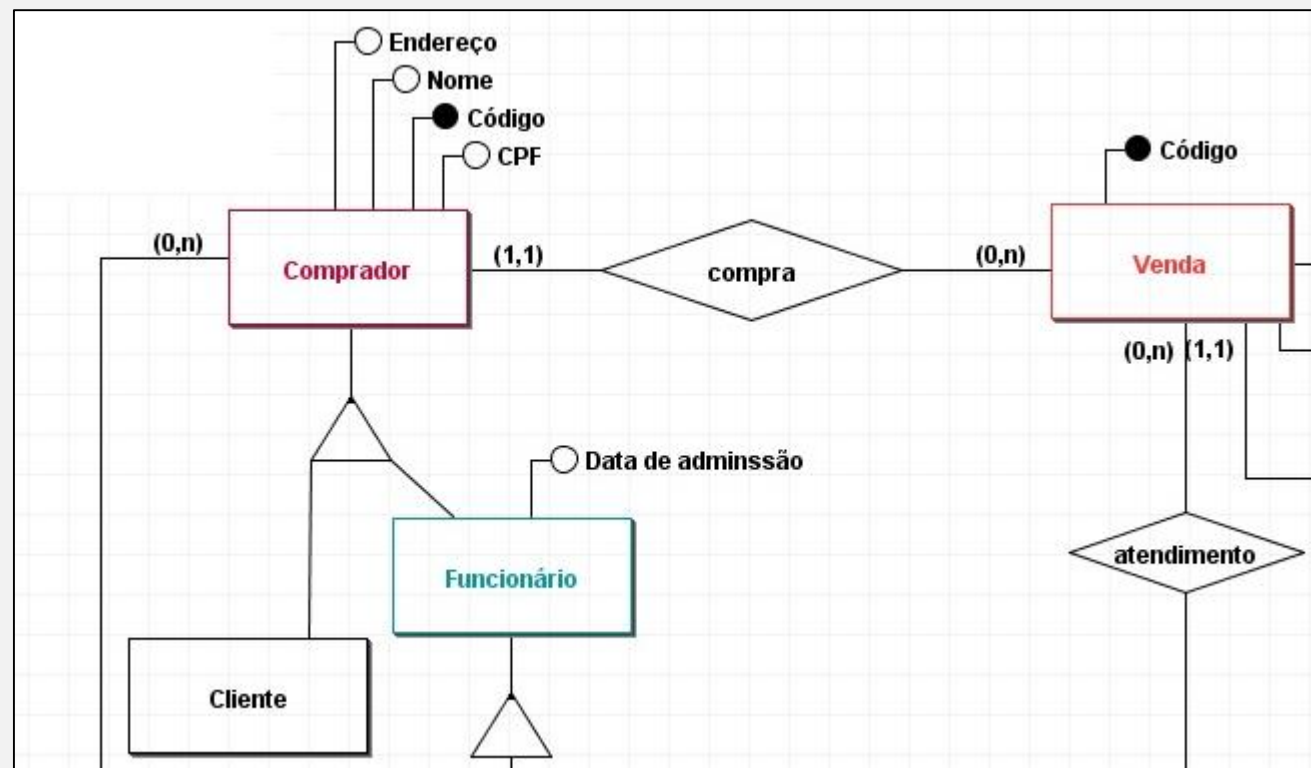 Endereço
Nome
Código
CPF
Código
(0,n)
Comprador
(1,1)
compra
(0,n)
Venda
(0,n)
(1,1)
Data de adminssão
atendimento
Funcionário
Cliente